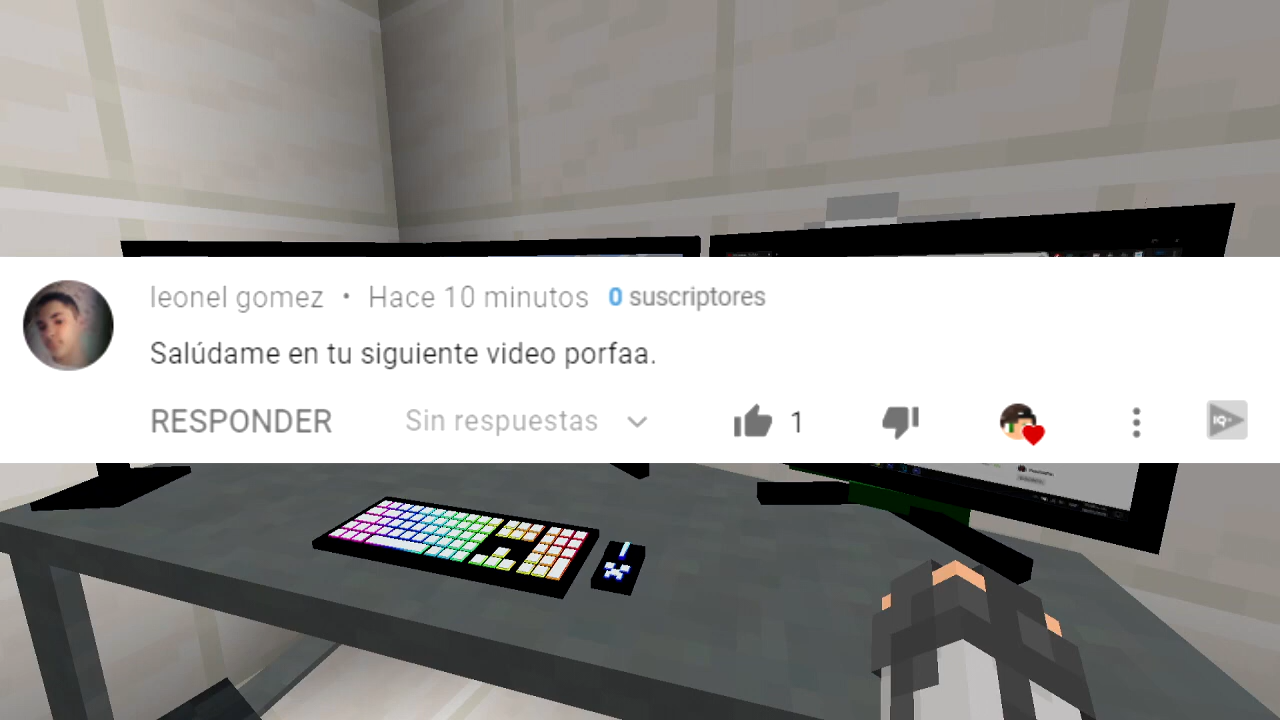 leonel gomez • Hace 10 minutos 0 suscriptores
Salúdame en tu siguiente video porfaa.
RESPONDER Sin respuestas 1